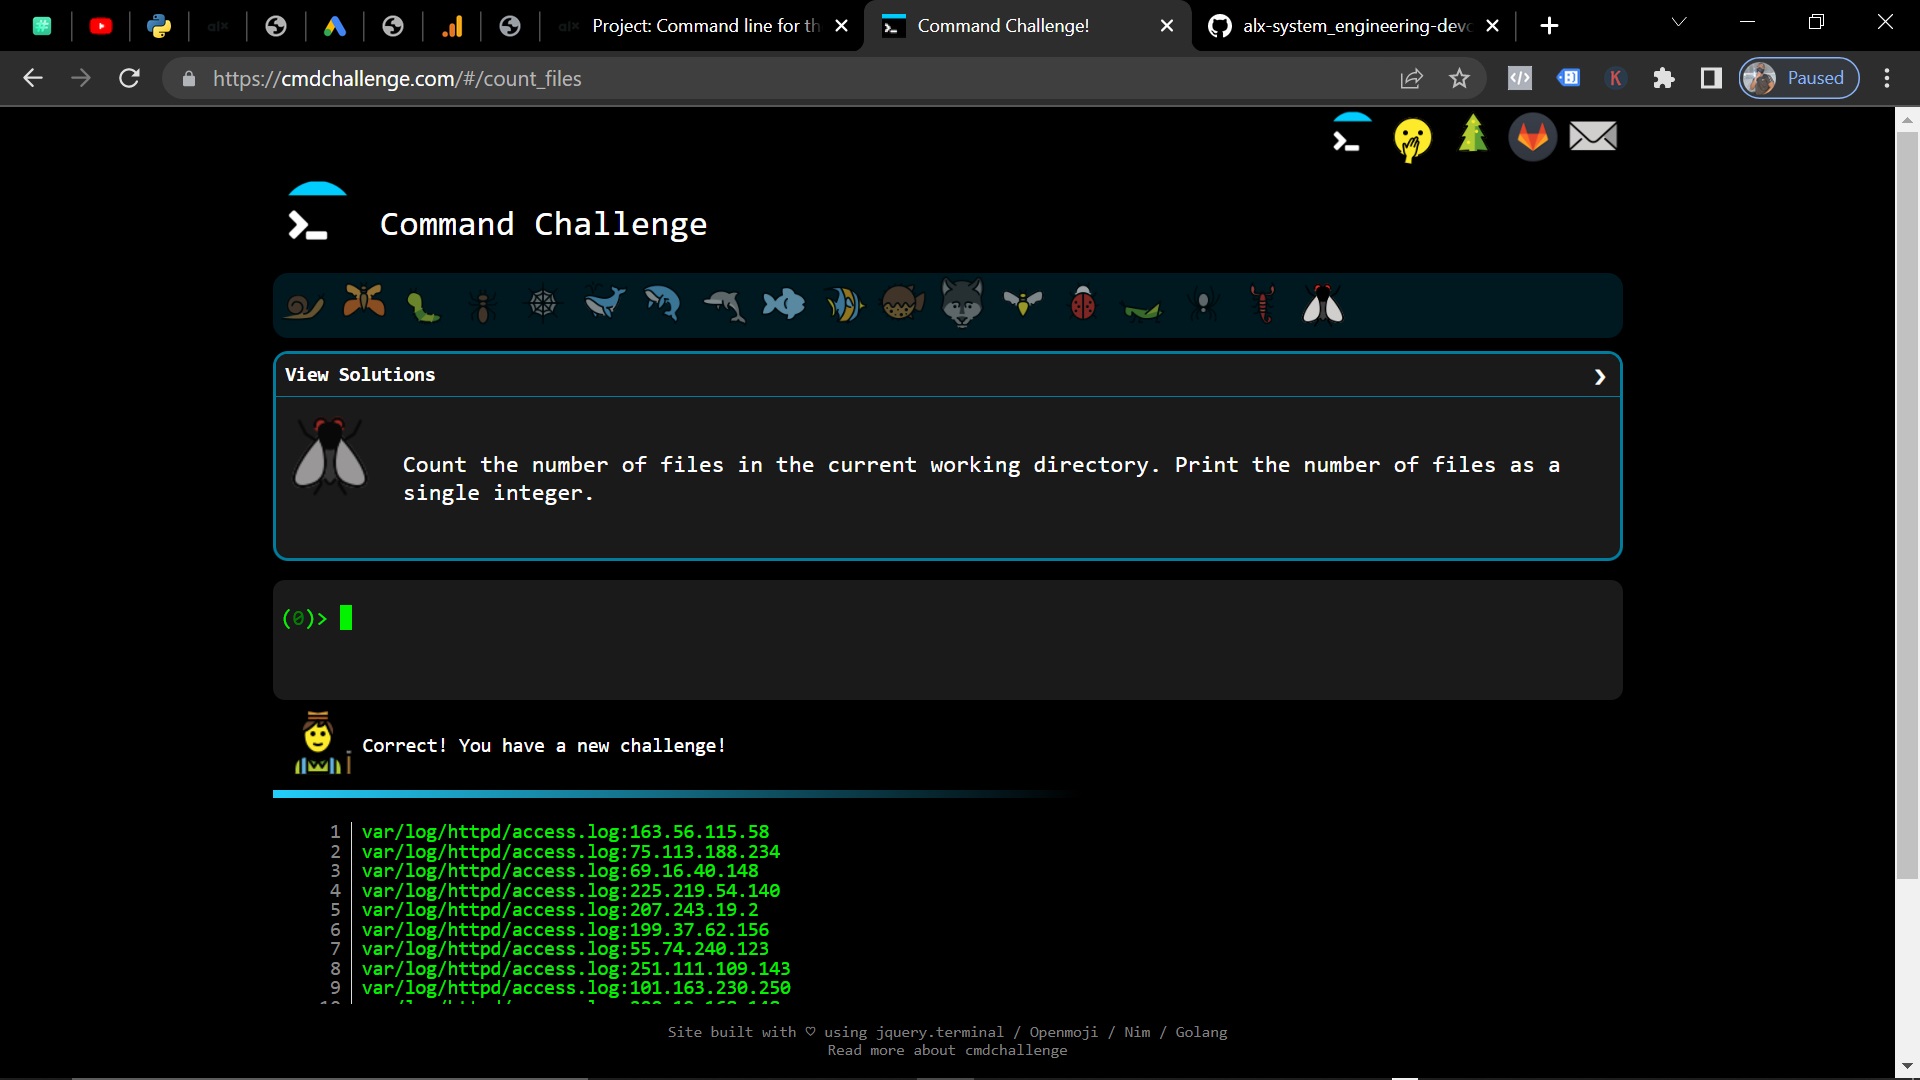 Project: Command line for th
Command Challenge!
alx-system_engineering-devo
https://cmdchallenge.com/#/count_files
K
Paused
Command Challenge
View Solutions
Count the number of files in the current working directory. Print the number of files as a
single integer.
(0)>
Correct! You have a new challenge!
1 var/log/httpd/access.log:163.56.115.58
2 var/log/httpd/access.log:75.113.188.234
3 var/log/httpd/access.log:69.16.40.148
4 var/log/httpd/access.log:225.219.54.140
5 var/log/httpd/access.log:207.243.19.2
6 var/log/httpd/access.log:199.37.62.156
7 var/log/httpd/access.log:55.74.240.123
8 var/log/httpd/access.log:251.111.109.143
9 var/log/httpd/access.log:101.163.230.250
Site built with ♡ using jquery.terminal / Openmoji / Nim / Golang
Read more about cmdchallenge